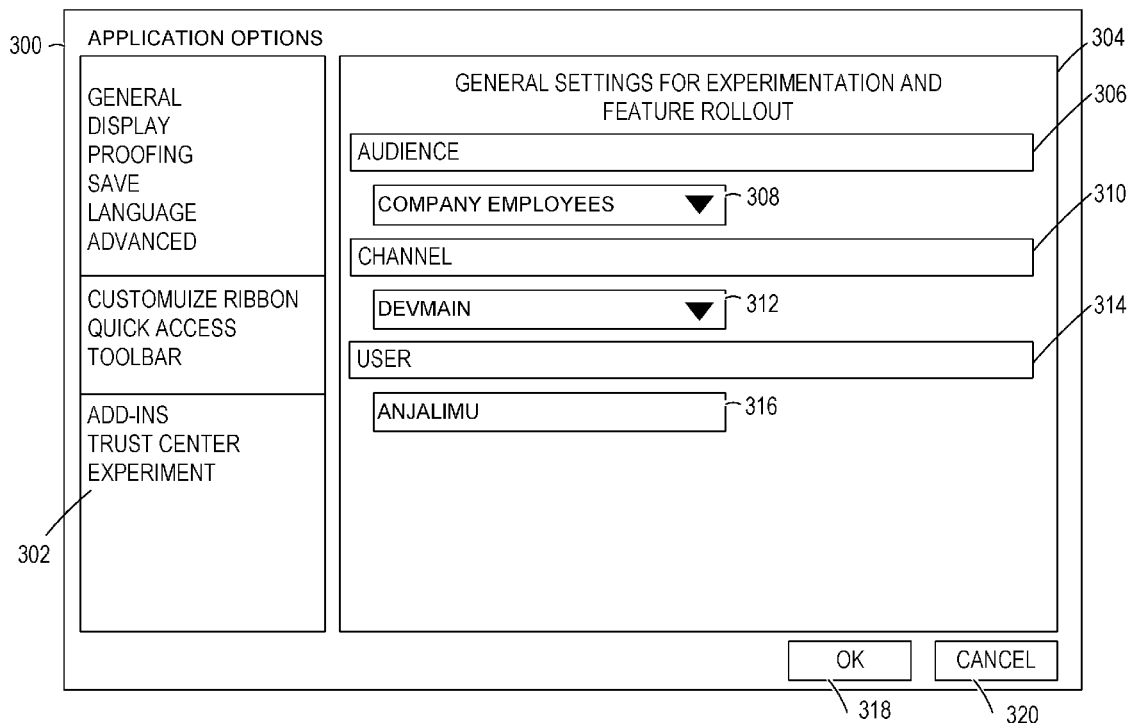 300
APPLICATION OPTIONS
GENERAL
DISPLAY
PROOFING
SAVE
LANGUAGE
ADVANCED
CUSTOMUIZE RIBBON
QUICK ACCESS
TOOLBAR
ADD-INS
TRUST CENTER
EXPERIMENT
302
304
GENERAL SETTINGS FOR EXPERIMENTATION AND
FEATURE ROLLOUT
306
AUDIENCE
COMPANY EMPLOYEES
308
310
CHANNEL
DEVMAIN
312
314
USER
ANJALIMU
316
OK
CANCEL
318
320